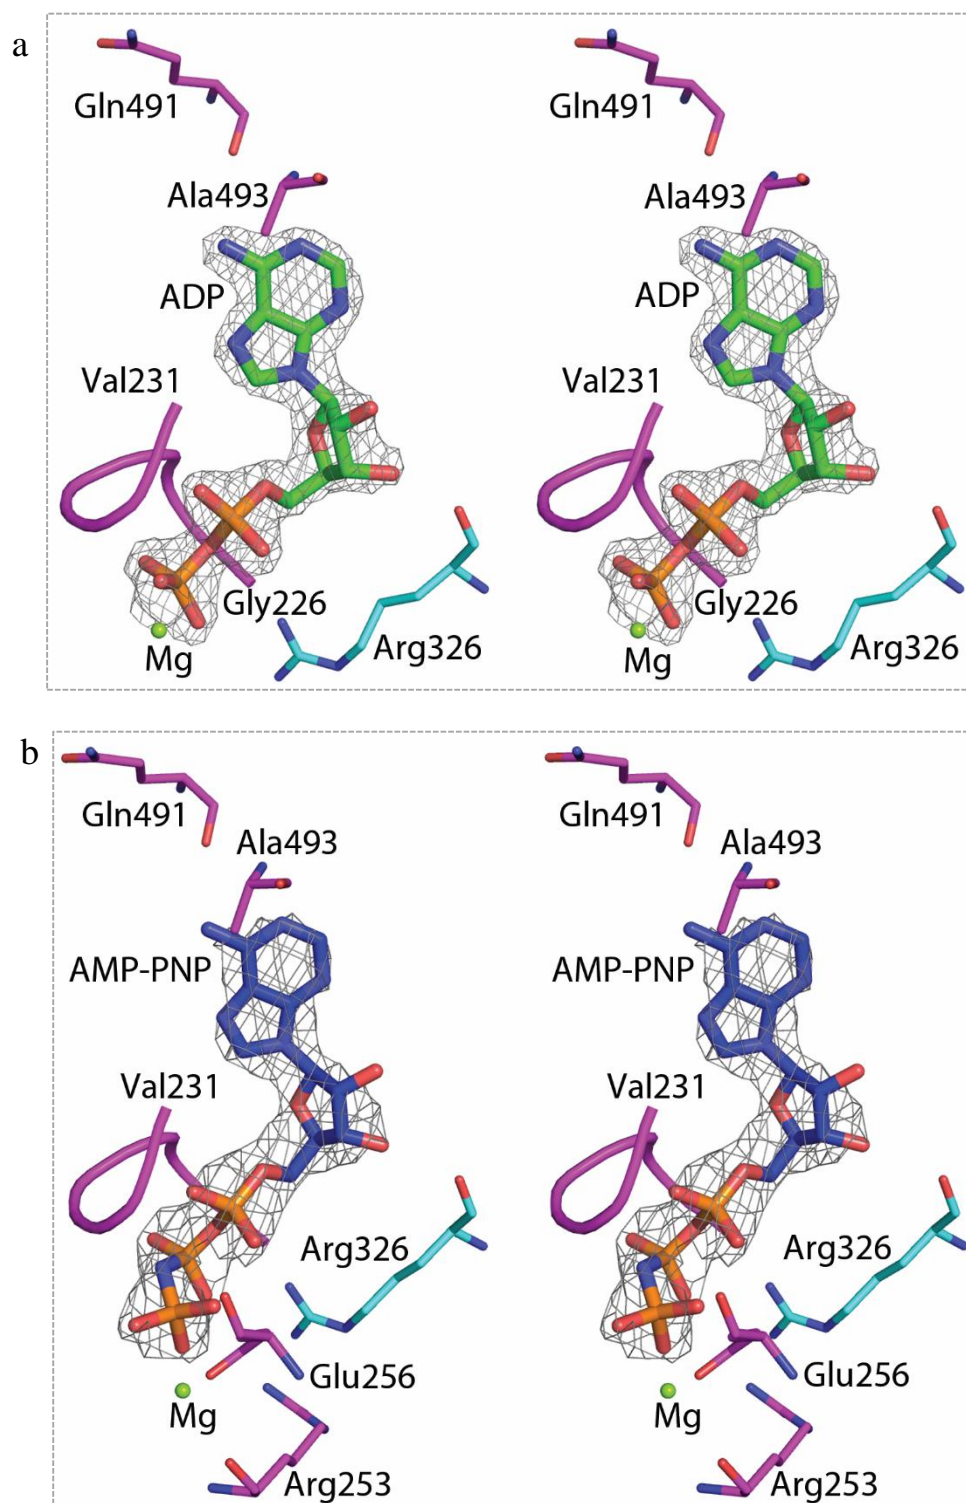 a
Gln491 Gln491
Ala493 Ala493
ADP ADP
Val231 Val231
Gly226 Gly226
Mg Arg326 Mg Arg326
b
Gln491 Gln491
Ala493 Ala493
AMP-PNP AMP-PNP
Val231 Val231
Arg326 Arg326
Glu256 Glu256
Mg Mg
Arg253 Arg253